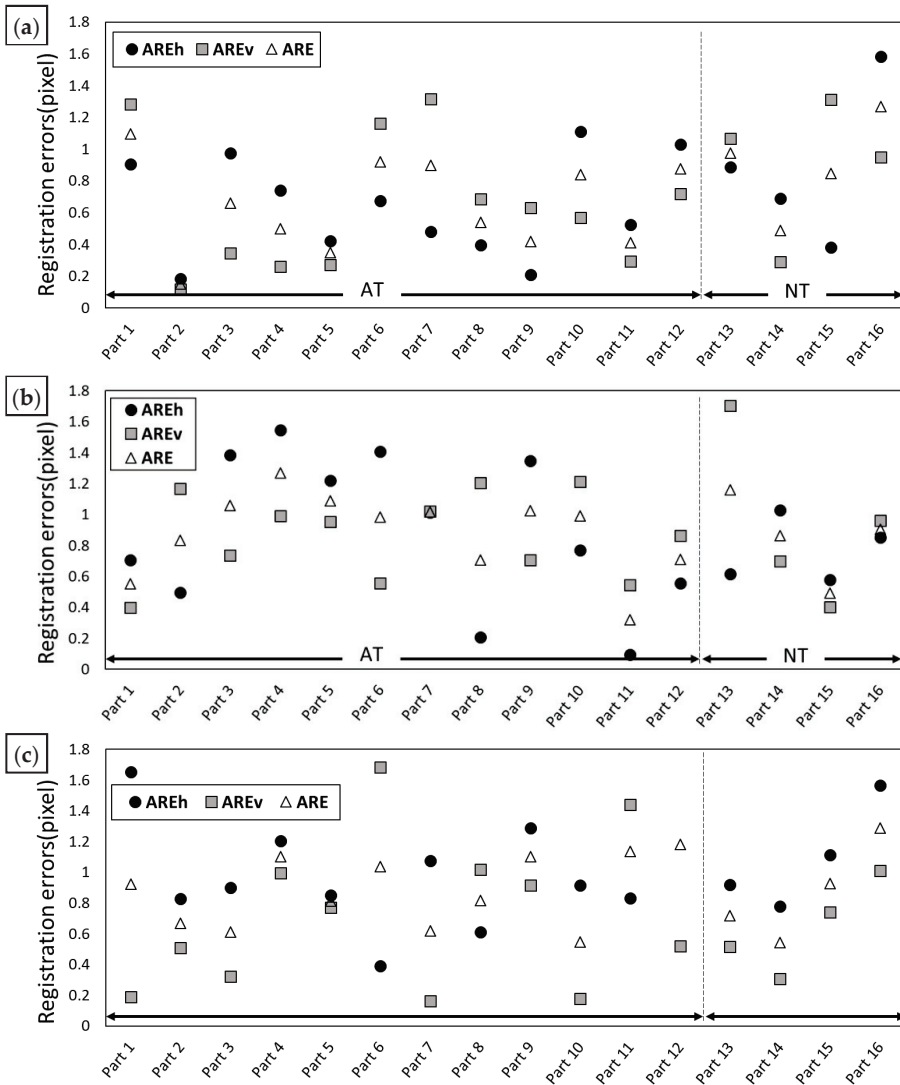 (a)
Registration errors(pixel)
1.8
1.6
1.4
1.2
1
0.8
0.6
0.4
0.2
0
AREh AREv ARE
AT NT
Part 1 Part 2 Part 3 Part 4 Part 5 Part 6 Part 7 Part 8 Part 9 Part 10 Part 11 Part 12 Part 13 Part 14 Part 15 Part 16
(b)
Registration errors(pixel)
1.8
1.6
1.4
1.2
1
0.8
0.6
0.4
0.2
0
AREh
AREv
ARE
AT NT
Part 1 Part 2 Part 3 Part 4 Part 5 Part 6 Part 7 Part 8 Part 9 Part 10 Part 11 Part 12 Part 13 Part 14 Part 15 Part 16
(c)
Registration errors(pixel)
1.8
1.6
1.4
1.2
1
0.8
0.6
0.4
0.2
0
AREh AREv ARE
Part 1 Part 2 Part 3 Part 4 Part 5 Part 6 Part 7 Part 8 Part 9 Part 10 Part 11 Part 12 Part 13 Part 14 Part 15 Part 16